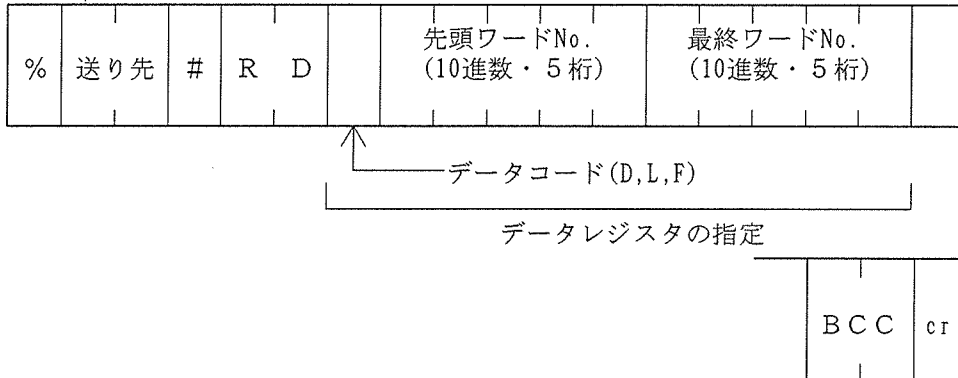 % 送り先 # R D 先頭ワードNo. 最終ワードNo.
(10進数・5桁) (10進数・5桁)
データコード(D,L,F)
データレジスタの指定
BCC cr